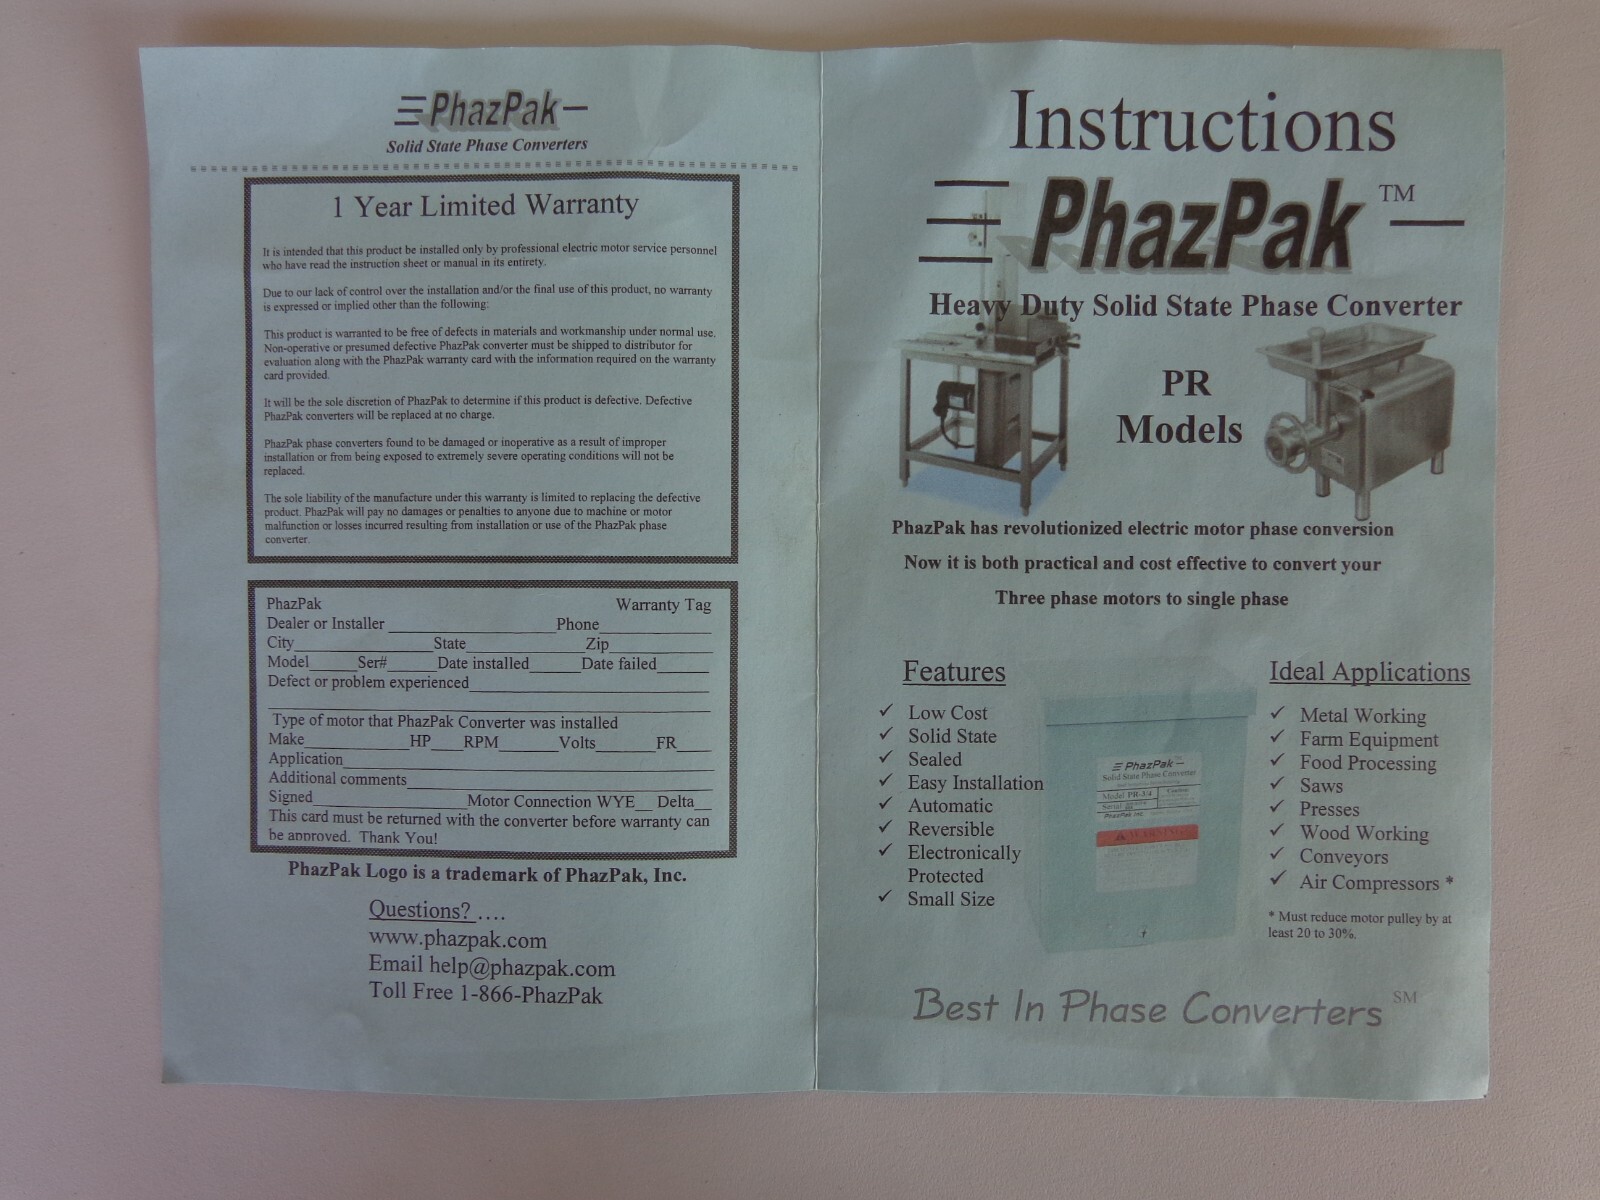 PhazPak
Solid State Phase Converters
1 Year Limited Warranty
It is intended that this product be installed only by professional electric motor service personnel
who have read the instruction sheet or manual in its entirety.
Due to our lack of control over the installation and/or the final use of this product, no warranty
is expressed or implied other than the following:
This product is warranted to be free of defects in materials and workmanship under normal use.
Non-operative or presumed defective PhazPak converter must be shipped to distributor for
evaluation along with the PhazPak warranty card with the information required on the warranty
card provided.
It will be the sole discretion of PhazPak to determine if this product is defective. Defective
PhazPak converters will be replaced at no charge.
PhazPak phase converters found to be damaged or inoperative as a result of improper
installation or from being exposed to extremely severe operating conditions will not be
replaced.
The sole liability of the manufacture under this warranty is limited to replacing the defective
product. PhazPak will pay no damages or penalties to anyone due to machine or motor
malfunction or losses incurred resulting from installation or use of the PhazPak phase
converter.
PhazPak Warranty Tag
Dealer or Installer Phone
City State Zip
Model Ser# Date installed Date failed
Defect or problem experienced
Type of motor that PhazPak Converter was installed
Make HP RPM Volts FR
Application
Additional comments
Signed Motor Connection WYE Delta
This card must be returned with the converter before warranty can
be approved. Thank You!
PhazPak Logo is a trademark of PhazPak, Inc.
Questions? ....
www.phazpak.com
Email help@phazpak.com
Toll Free 1-866-PhazPak
Instructions
PhazPak TM
Heavy Duty Solid State Phase Converter
PR
Models
PhazPak has revolutionized electric motor phase conversion
Now it is both practical and cost effective to convert your
Three phase motors to single phase
Features
✓ Low Cost
✓ Solid State
✓ Sealed
✓ Easy Installation
✓ Automatic
✓ Reversible
✓ Electronically
Protected
✓ Small Size
PhazPak
Solid State Phase Converter
Model PR-3/4 Caution
Serial
PhazPak Inc.
WARNING
Ideal Applications
✓ Metal Working
✓ Farm Equipment
✓ Food Processing
✓ Saws
✓ Presses
✓ Wood Working
✓ Conveyors
✓ Air Compressors *
* Must reduce motor pulley by at
least 20 to 30%.
Best In Phase Converters SM